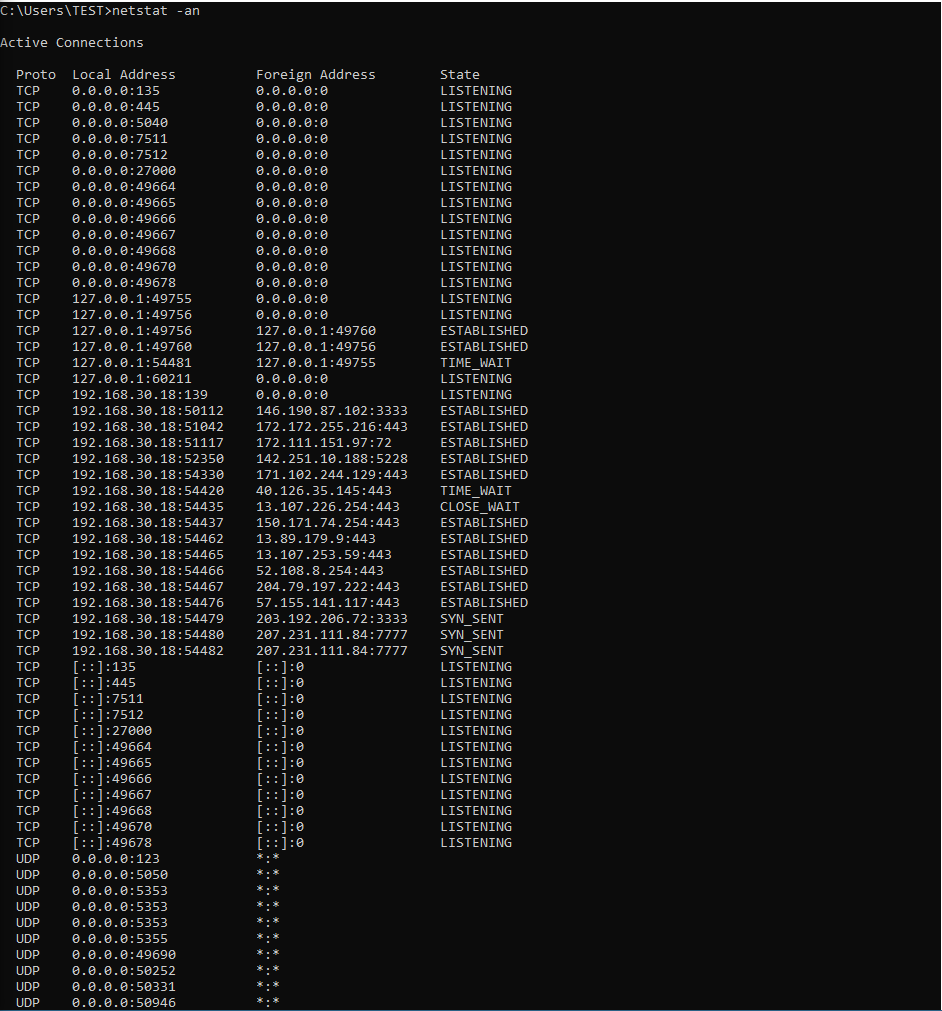 C:\Users\TEST>netstat -an
Active Connections
Proto  Local Address          Foreign Address        State
TCP    0.0.0.0:135            0.0.0.0:0              LISTENING
TCP    0.0.0.0:445            0.0.0.0:0              LISTENING
TCP    0.0.0.0:5040           0.0.0.0:0              LISTENING
TCP    0.0.0.0:7511           0.0.0.0:0              LISTENING
TCP    0.0.0.0:7512           0.0.0.0:0              LISTENING
TCP    0.0.0.0:27000          0.0.0.0:0              LISTENING
TCP    0.0.0.0:49664          0.0.0.0:0              LISTENING
TCP    0.0.0.0:49665          0.0.0.0:0              LISTENING
TCP    0.0.0.0:49666          0.0.0.0:0              LISTENING
TCP    0.0.0.0:49667          0.0.0.0:0              LISTENING
TCP    0.0.0.0:49668          0.0.0.0:0              LISTENING
TCP    0.0.0.0:49670          0.0.0.0:0              LISTENING
TCP    0.0.0.0:49678          0.0.0.0:0              LISTENING
TCP    127.0.0.1:49755        0.0.0.0:0              LISTENING
TCP    127.0.0.1:49756        0.0.0.0:0              LISTENING
TCP    127.0.0.1:49756        127.0.0.1:49760        ESTABLISHED
TCP    127.0.0.1:49760        127.0.0.1:49756        ESTABLISHED
TCP    127.0.0.1:54481        127.0.0.1:49755        TIME_WAIT
TCP    127.0.0.1:60211        0.0.0.0:0              LISTENING
TCP    192.168.30.18:139      0.0.0.0:0              LISTENING
TCP    192.168.30.18:50112    146.190.87.102:3333    ESTABLISHED
TCP    192.168.30.18:51042    172.172.255.216:443    ESTABLISHED
TCP    192.168.30.18:51117    172.111.151.97:72      ESTABLISHED
TCP    192.168.30.18:52350    142.251.10.188:5228    ESTABLISHED
TCP    192.168.30.18:54330    171.102.244.129:443    ESTABLISHED
TCP    192.168.30.18:54420    40.126.35.145:443      TIME_WAIT
TCP    192.168.30.18:54435    13.107.226.254:443     CLOSE_WAIT
TCP    192.168.30.18:54437    150.171.74.254:443     ESTABLISHED
TCP    192.168.30.18:54462    13.89.179.9:443        ESTABLISHED
TCP    192.168.30.18:54465    13.107.253.59:443      ESTABLISHED
TCP    192.168.30.18:54466    52.108.8.254:443       ESTABLISHED
TCP    192.168.30.18:54467    204.79.197.222:443     ESTABLISHED
TCP    192.168.30.18:54476    57.155.141.117:443     ESTABLISHED
TCP    192.168.30.18:54479    203.192.206.72:3333    SYN_SENT
TCP    192.168.30.18:54480    207.231.111.84:7777    SYN_SENT
TCP    192.168.30.18:54482    207.231.111.84:7777    SYN_SENT
TCP    [::]:135               [::]:0                 LISTENING
TCP    [::]:445               [::]:0                 LISTENING
TCP    [::]:7511              [::]:0                 LISTENING
TCP    [::]:7512              [::]:0                 LISTENING
TCP    [::]:27000             [::]:0                 LISTENING
TCP    [::]:49664             [::]:0                 LISTENING
TCP    [::]:49665             [::]:0                 LISTENING
TCP    [::]:49666             [::]:0                 LISTENING
TCP    [::]:49667             [::]:0                 LISTENING
TCP    [::]:49668             [::]:0                 LISTENING
TCP    [::]:49670             [::]:0                 LISTENING
TCP    [::]:49678             [::]:0                 LISTENING
UDP    0.0.0.0:123            *:*
UDP    0.0.0.0:5050           *:*
UDP    0.0.0.0:5353           *:*
UDP    0.0.0.0:5353           *:*
UDP    0.0.0.0:5353           *:*
UDP    0.0.0.0:5355           *:*
UDP    0.0.0.0:49690          *:*
UDP    0.0.0.0:50252          *:*
UDP    0.0.0.0:50331          *:*
UDP    0.0.0.0:50946          *:*